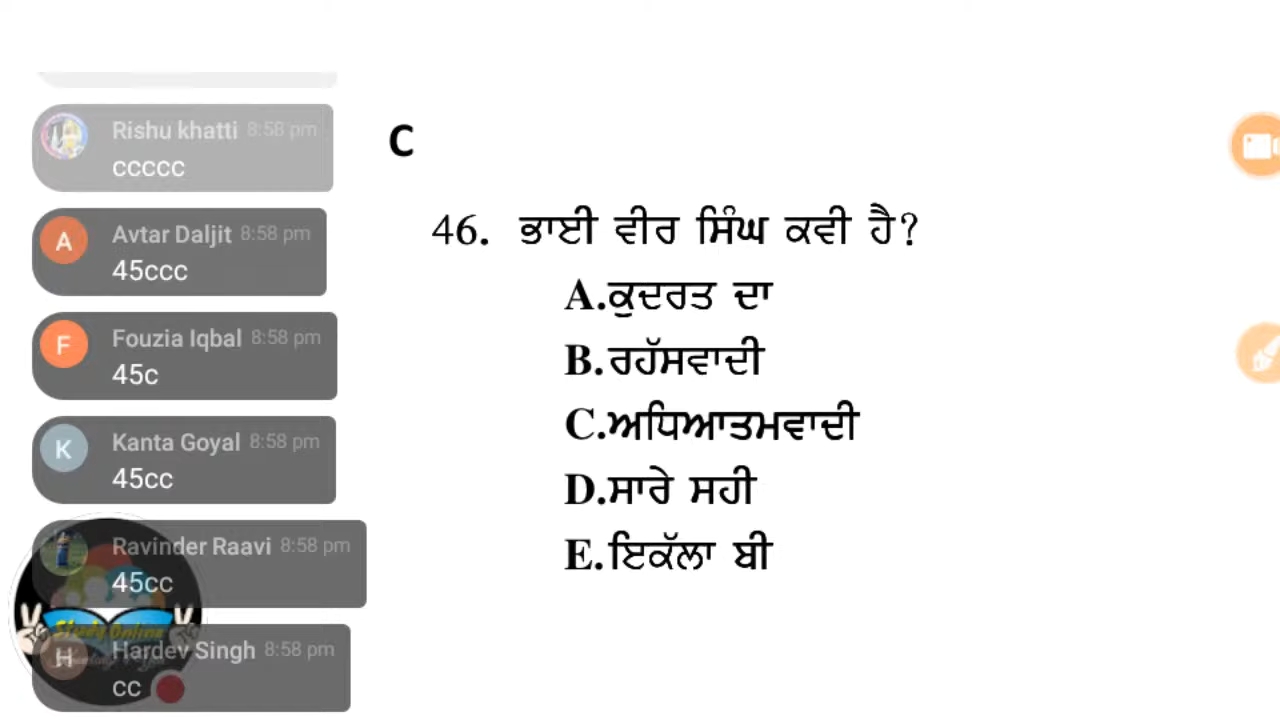 Rishu khatti 8:58 pm
ccccc
Avtar Daljit 8:58 pm
45ccc
Fouzia Iqbal 8:58 pm
45c
Kanta Goyal 8:58 pm
45cc
Ravinder Raavi 8:58 pm
45cc
Study Online
Hardev Singh 8:58 pm
cc
C
46. ਭਾਈ ਵੀਰ ਸਿੰਘ ਕਵੀ ਹੈ?
A.ਕੁਦਰਤ ਦਾ
B.ਰਹੱਸਵਾਦੀ
C.ਅਧਿਆਤਮਵਾਦੀ
D.ਸਾਰੇ ਸਹੀ
E.ਇਕੱਲਾ ਬੀ
A
F
K
H